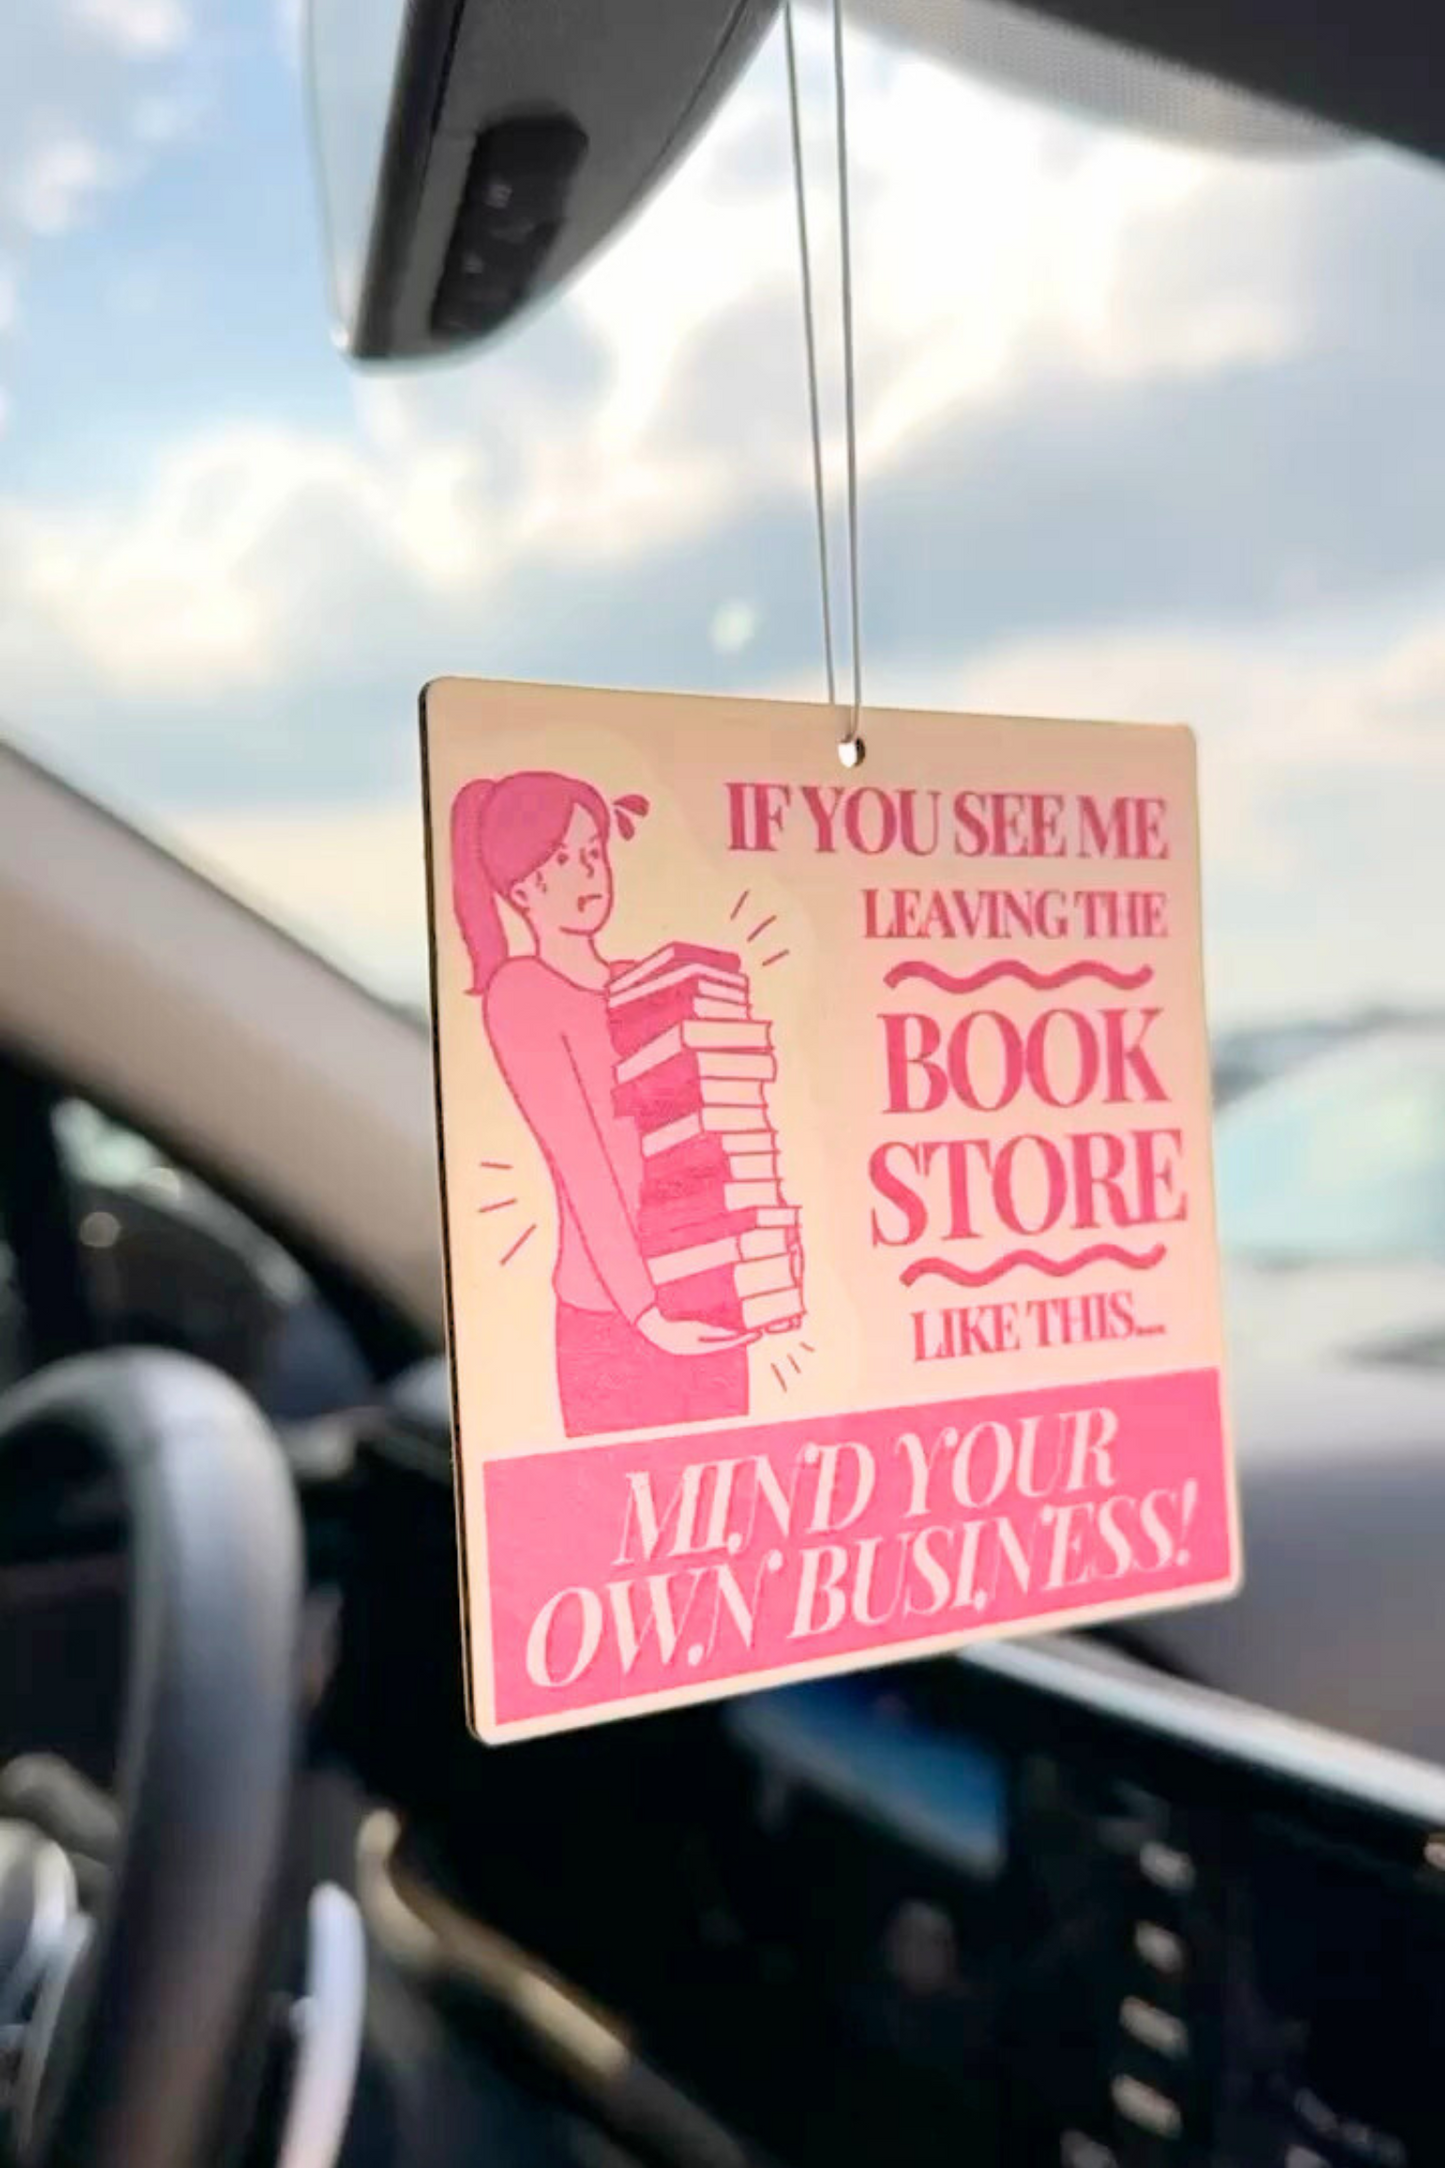 IF YOU SEE ME
LEAVING THE
BOOK
STORE
LIKE THIS...
MIND YOUR
OWN BUSINESS!